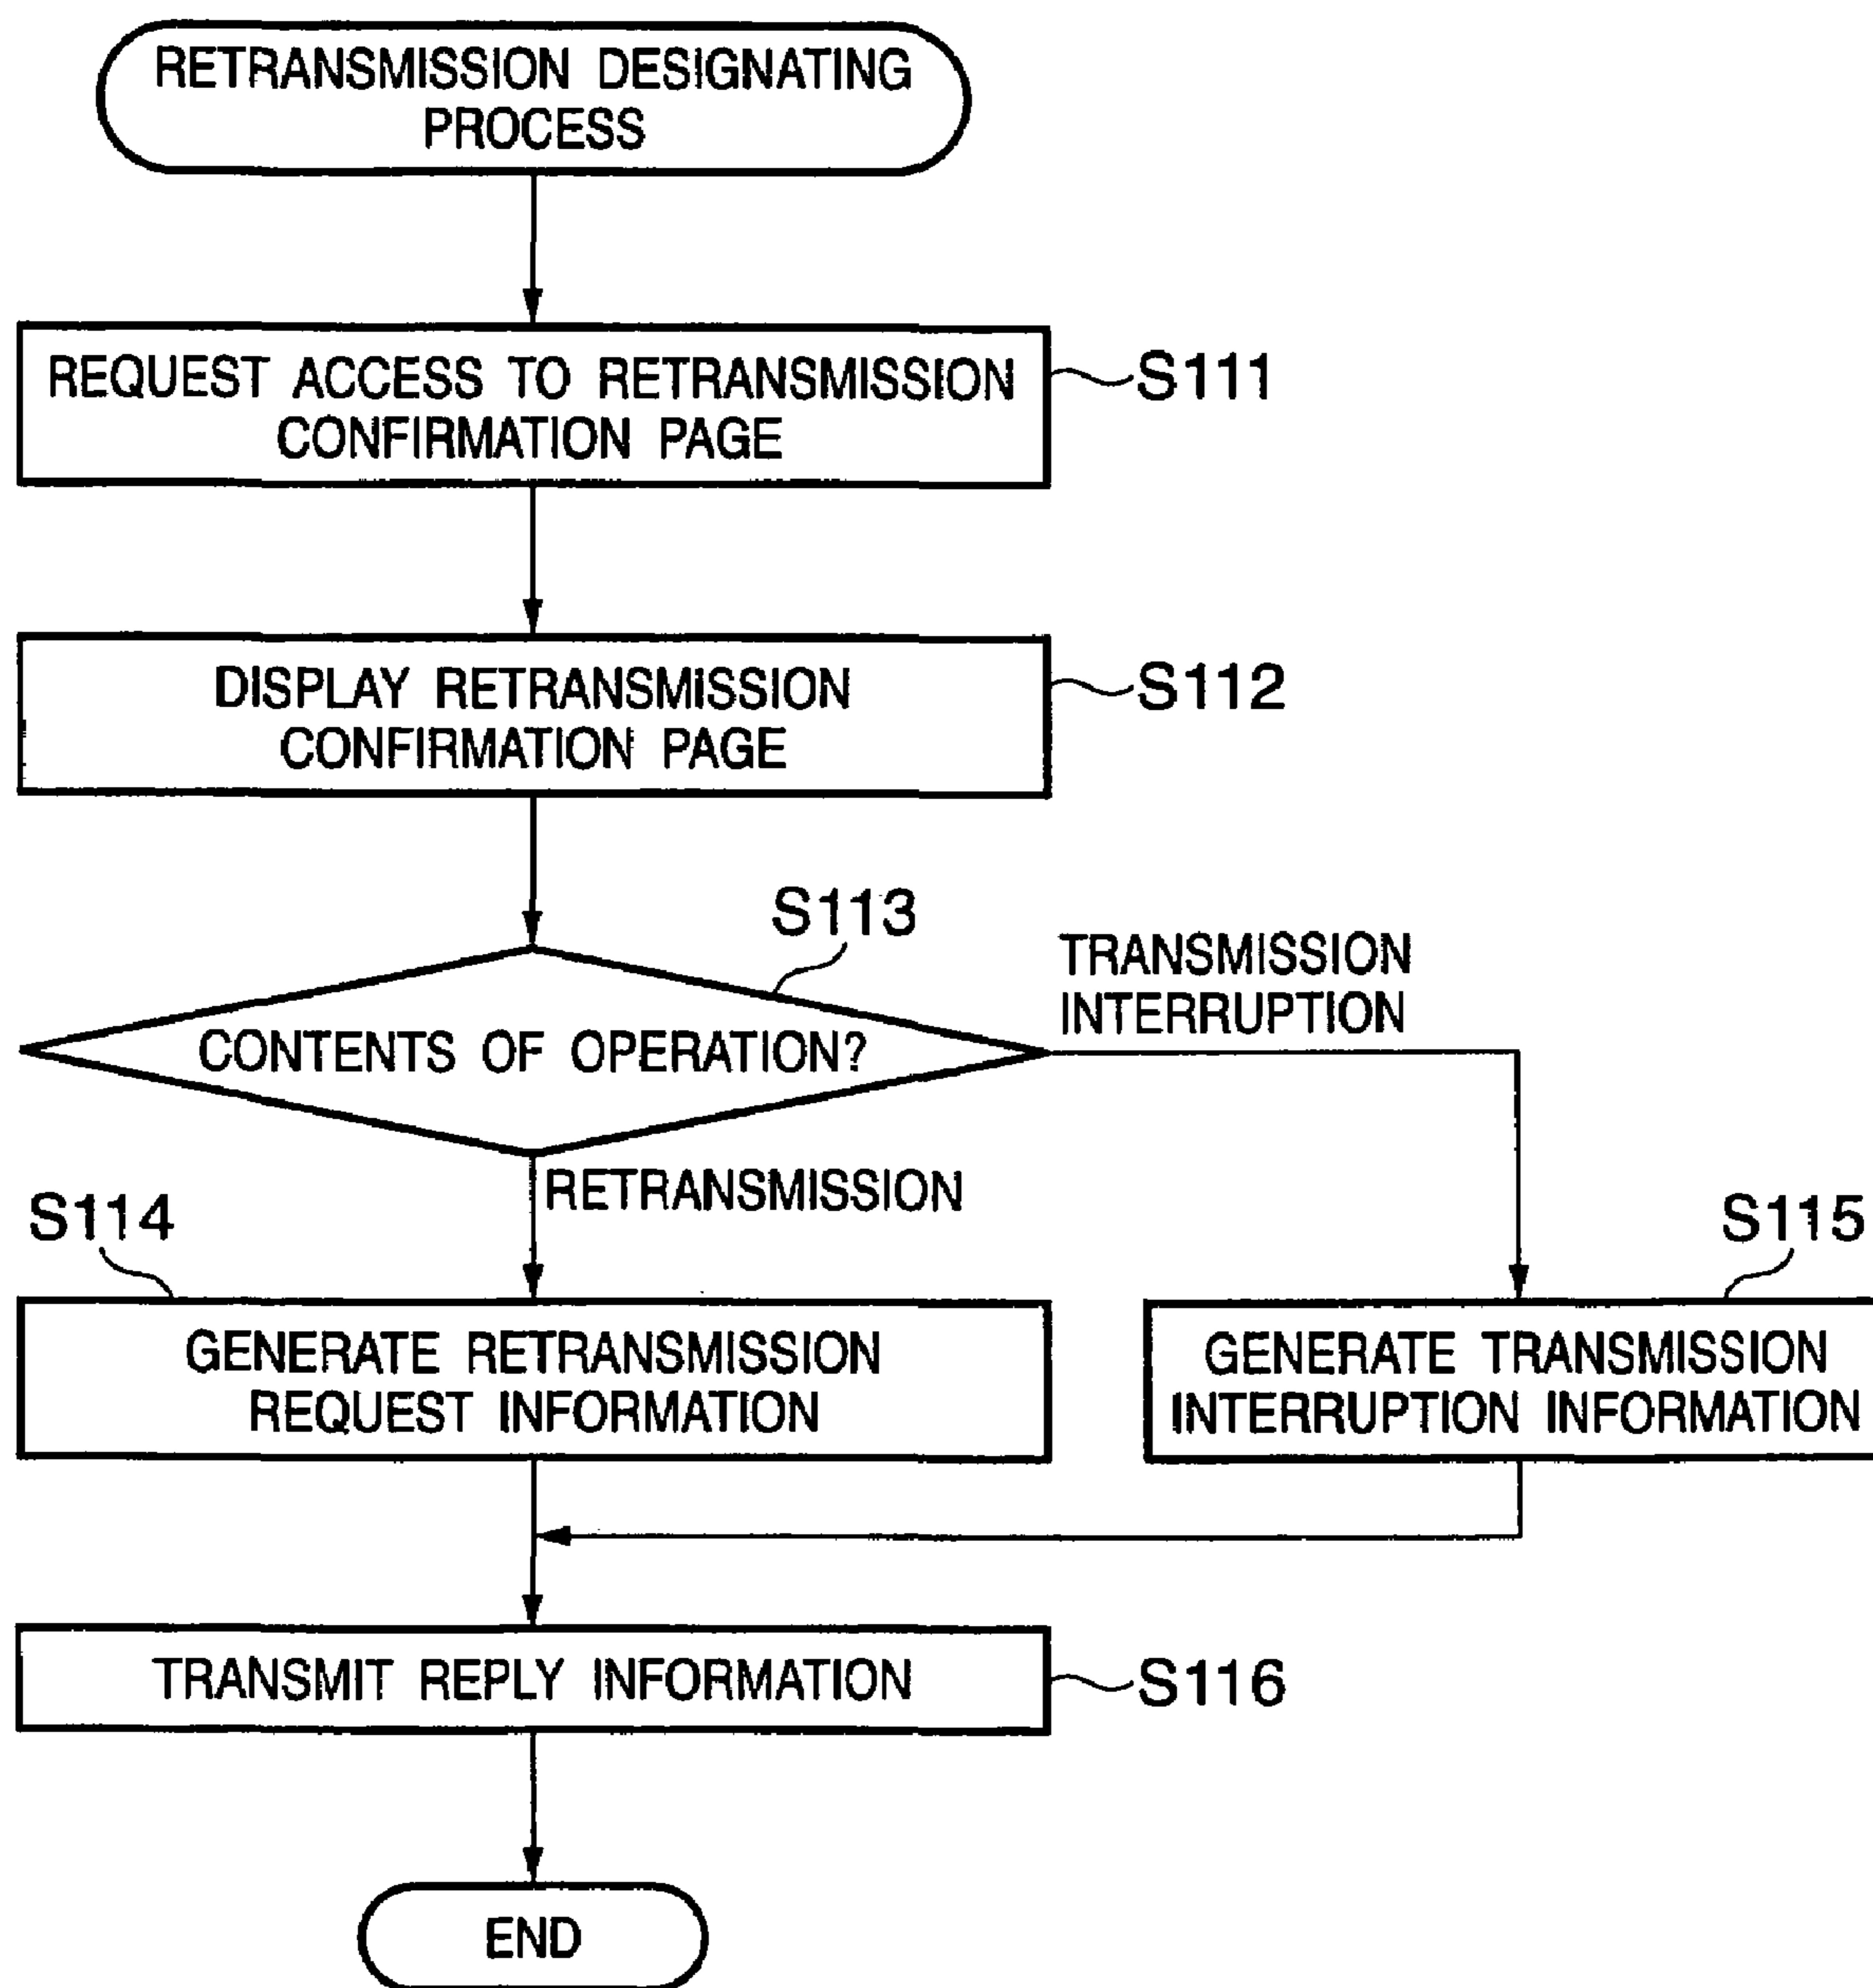 RETRANSMISSION DESIGNATING
PROCESS
REQUEST ACCESS TO RETRANSMISSION
CONFIRMATION PAGE
S111
DISPLAY RETRANSMISSION
CONFIRMATION PAGE
S112
S113
CONTENTS OF OPERATION?
TRANSMISSION
INTERRUPTION
RETRANSMISSION
S114
GENERATE RETRANSMISSION
REQUEST INFORMATION
S115
GENERATE TRANSMISSION
INTERRUPTION INFORMATION
TRANSMIT REPLY INFORMATION
S116
END